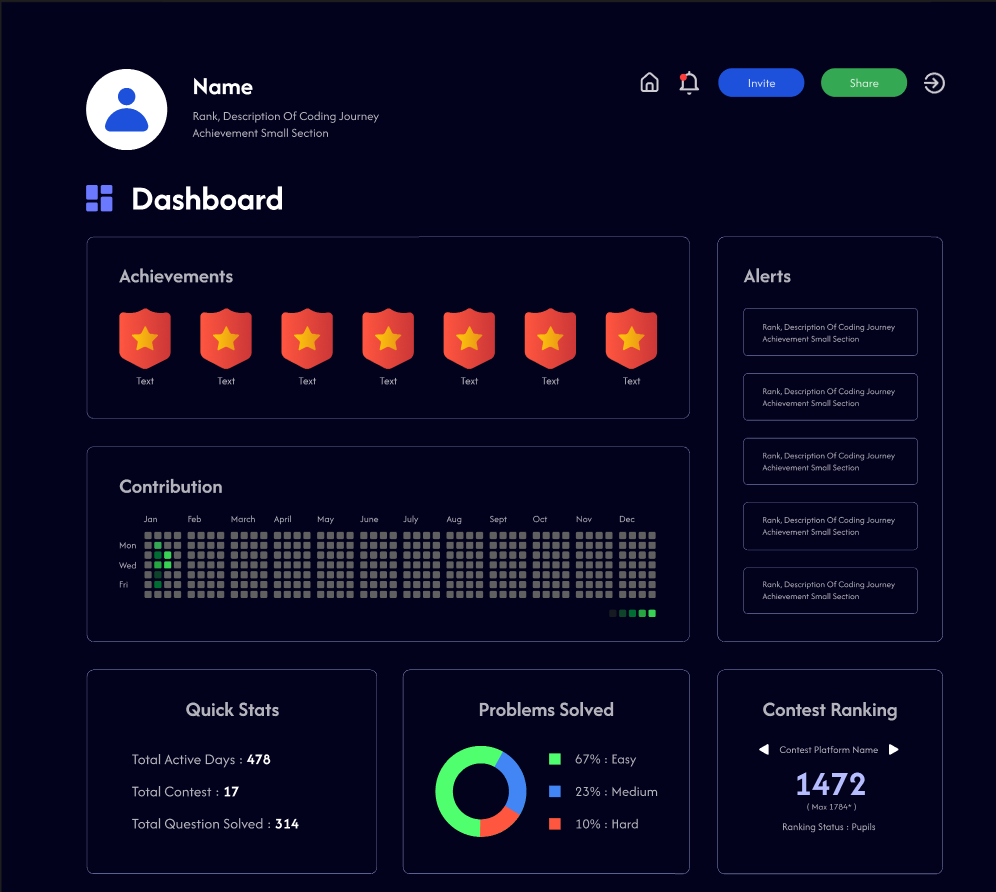 Name
Rank, Description Of Coding Journey
Achievement Small Section
Invite
Share
Dashboard
Achievements
Text
Text
Text
Text
Text
Text
Text
Alerts
Rank, Description Of Coding Journey
Achievement Small Section
Rank, Description Of Coding Journey
Achievement Small Section
Rank, Description Of Coding Journey
Achievement Small Section
Rank, Description Of Coding Journey
Achievement Small Section
Rank, Description Of Coding Journey
Achievement Small Section
Contribution
Jan Feb March April May June July Aug Sept Oct Nov Dec
Mon
Wed
Fri
Quick Stats
Total Active Days : 478
Total Contest : 17
Total Question Solved : 314
Problems Solved
67% : Easy
23% : Medium
10% : Hard
Contest Ranking
Contest Platform Name
1472
( Max 1784* )
Ranking Status : Pupils